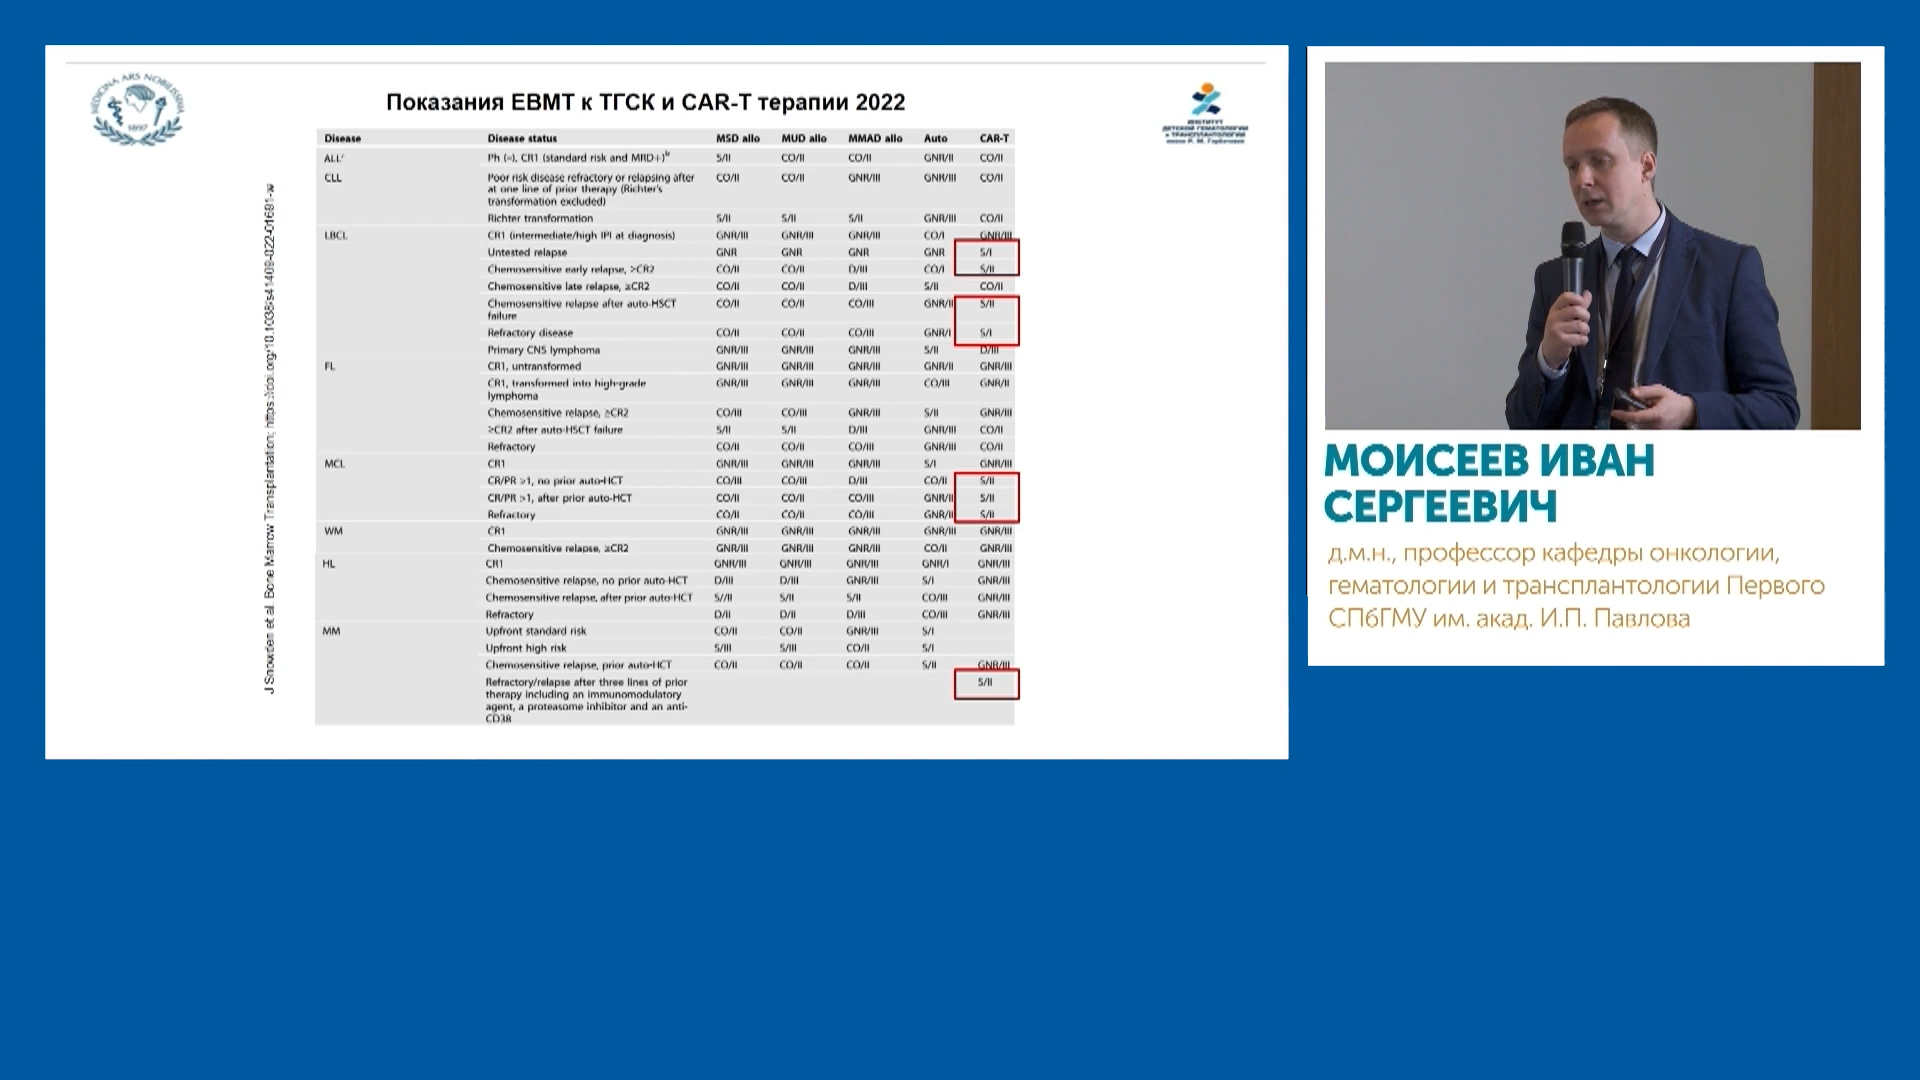 MEDICINA ARS NOBILISSIMA
1897
Показания ЕВМТ к ТГСК и CAR-T терапии 2022
ИНСТИТУТ
ДЕТСКОЙ ГЕМАТОЛОГИИ
и ТРАНСПЛАНТОЛОГИИ
имени Р. М. Горбачевой
J Snowden et al. Bone Marrow Transplantation; https://doi.org/10.1038/s41409-022-01691-w
Disease Disease status MSD allo MUD allo MMAD allo Auto CAR-T
ALL Ph (–), CR1 (standard risk and MRD+)b S/II CO/II CO/II GNR/II CO/II
CLL Poor risk disease refractory or relapsing after CO/II CO/II GNR/III GNR/III CO/II
at one line of prior therapy (Richter's
transformation excluded)
Richter transformation S/II S/II S/II GNR/III CO/II
LBCL CR1 (intermediate/high IPI at diagnosis) GNR/III GNR/III GNR/III CO/I GNR/III
Untested relapse GNR GNR GNR GNR S/I
Chemosensitive early relapse, >CR2 CO/II CO/II D/III CO/I S/II
Chemosensitive late relapse, ≥CR2 CO/II CO/II D/III S/II CO/II
Chemosensitive relapse after auto-HSCT CO/II CO/II CO/III GNR/II S/II
failure
Refractory disease CO/II CO/II CO/III GNR/I S/I
Primary CNS lymphoma GNR/III GNR/III GNR/III S/II D/III
FL CR1, untransformed GNR/III GNR/III GNR/III GNR/II GNR/III
CR1, transformed into high-grade GNR/III GNR/III GNR/III CO/III GNR/II
lymphoma
Chemosensitive relapse, ≥CR2 CO/III CO/III GNR/III S/II GNR/III
>CR2 after auto-HSCT failure S/II S/II D/III GNR/III CO/II
Refractory CO/II CO/II CO/III GNR/III CO/II
MCL CR1 GNR/III GNR/III GNR/III S/I GNR/III
CR/PR >1, no prior auto-HCT CO/III CO/III D/III CO/II S/II
CR/PR >1, after prior auto-HCT CO/II CO/II CO/III GNR/II S/II
Refractory CO/II CO/II CO/III GNR/II S/II
WM CR1 GNR/III GNR/III GNR/III GNR/III GNR/III
Chemosensitive relapse, ≥CR2 GNR/III GNR/III GNR/III CO/II GNR/III
HL CR1 GNR/III GNR/III GNR/III GNR/I GNR/III
Chemosensitive relapse, no prior auto-HCT D/III D/III GNR/III S/I GNR/III
Chemosensitive relapse, after prior auto-HCT S//II S/II S/II CO/III GNR/III
Refractory D/II D/II D/III CO/III GNR/III
MM Upfront standard risk CO/II CO/II GNR/III S/I
Upfront high risk S/III S/III CO/II S/I
Chemosensitive relapse, prior auto-HCT CO/II CO/II CO/II S/II GNR/III
Refractory/relapse after three lines of prior S/II
therapy including an immunomodulatory
agent, a proteasome inhibitor and an anti-
CD38
МОИСЕЕВ ИВАН
СЕРГЕЕВИЧ
д.м.н., профессор кафедры онкологии,
гематологии и трансплантологии Первого
СПбГМУ им. акад. И.П. Павлова